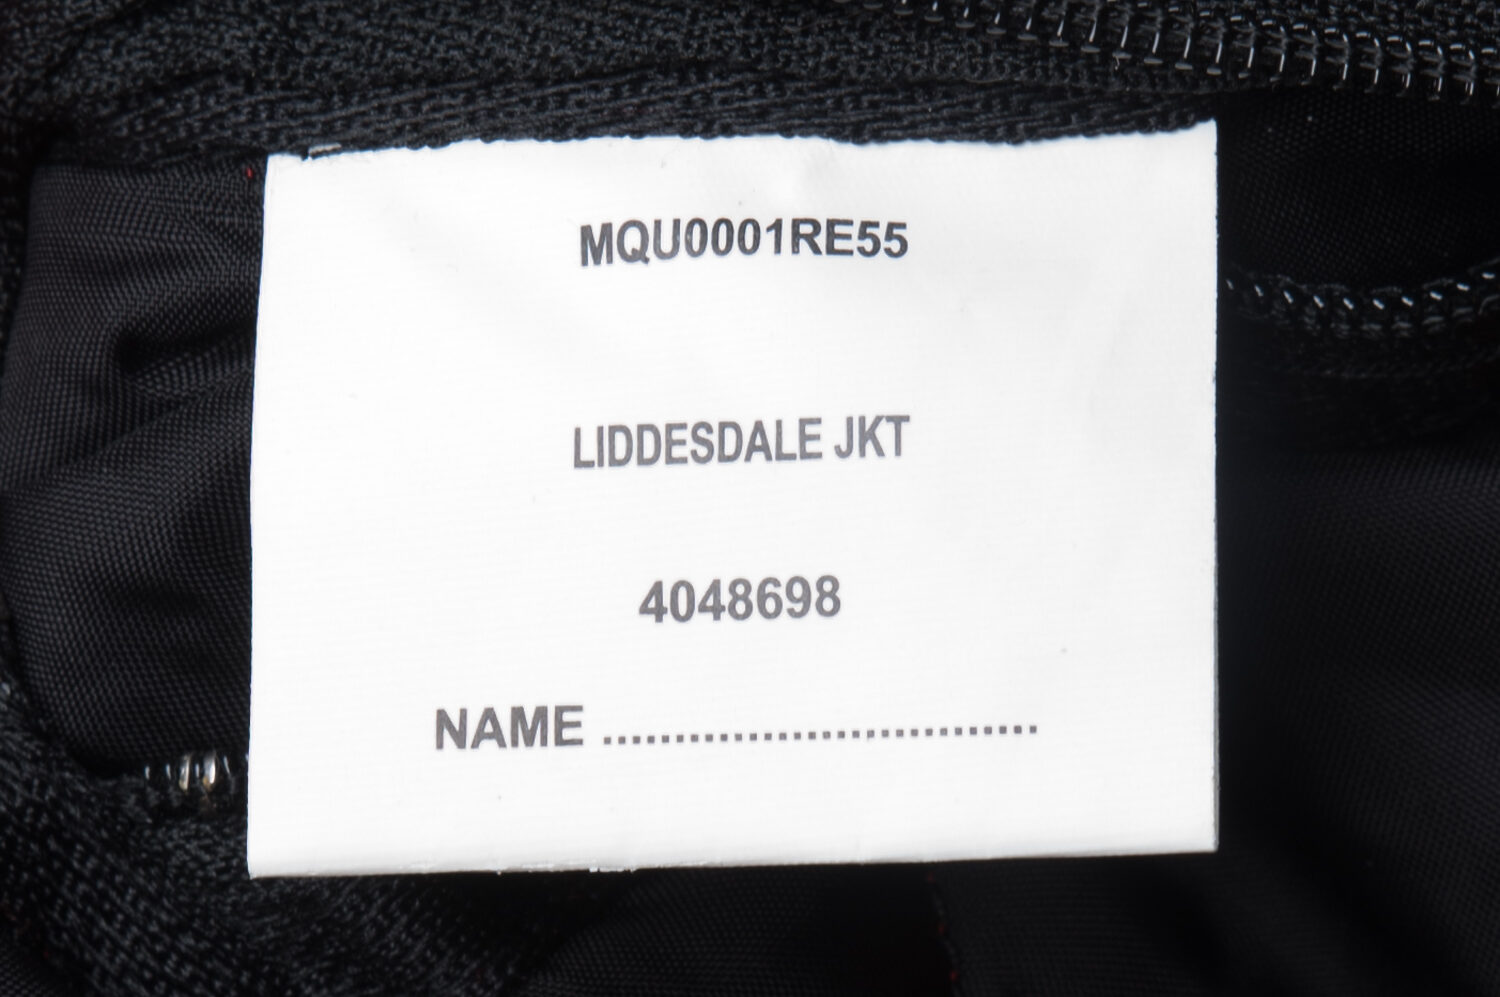 MQU0001RE55
LIDDESDALE JKT
4048698
NAME ..............................